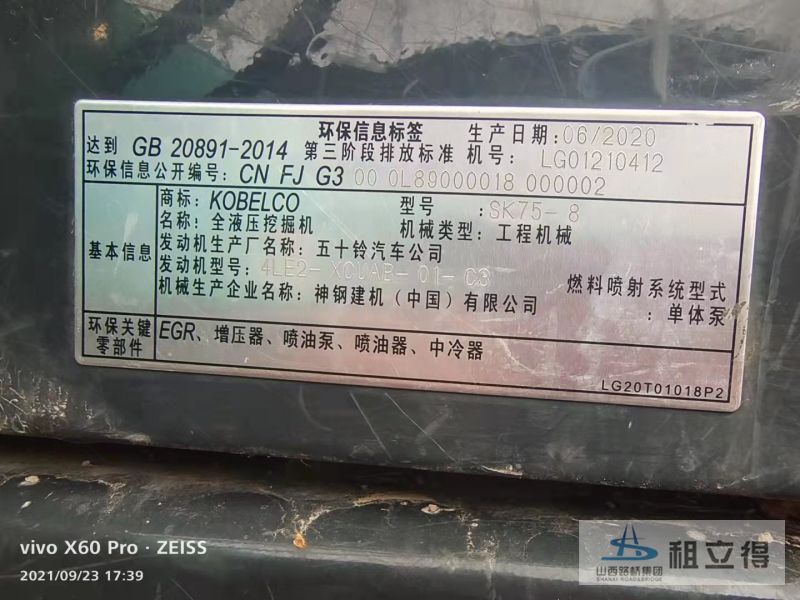 环保信息标签 生产日期:06/2020
达到 GB 20891-2014 第三阶段排放标准 机号: LG01210412
环保信息公开编号: CN FJ G3 00 0L89000018 000002
基本信息
商标: KOBELCO 型号 :SK75-8
全液压挖掘机 机械类型: 工程机械
发动机生产厂名称: 五十铃汽车公司
发动机型号: 4LE2-XCUAB-01-C3 燃料喷射系统型式
机械生产企业名称: 神钢建机（中国）有限公司 : 单体泵
环保关键
零部件
EGR、增压器、喷油泵、喷油器、中冷器
LG20T01018P2
vivo X60 Pro · ZEISS
2021/09/23 17:39
山西路桥集团
SHANXI ROAD&BRIDGE
租立得